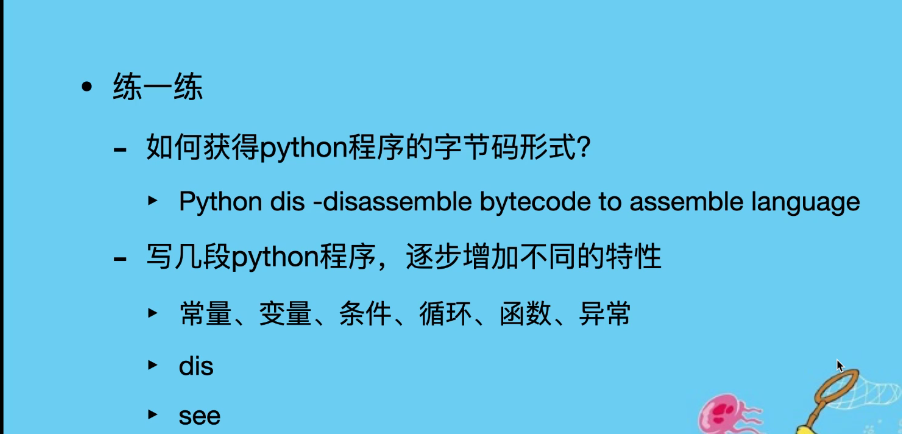 • 练一练
- 如何获得python程序的字节码形式？
‣ Python dis -disassemble bytecode to assemble language
- 写几段python程序，逐步增加不同的特性
‣ 常量、变量、条件、循环、函数、异常
‣ dis
‣ see